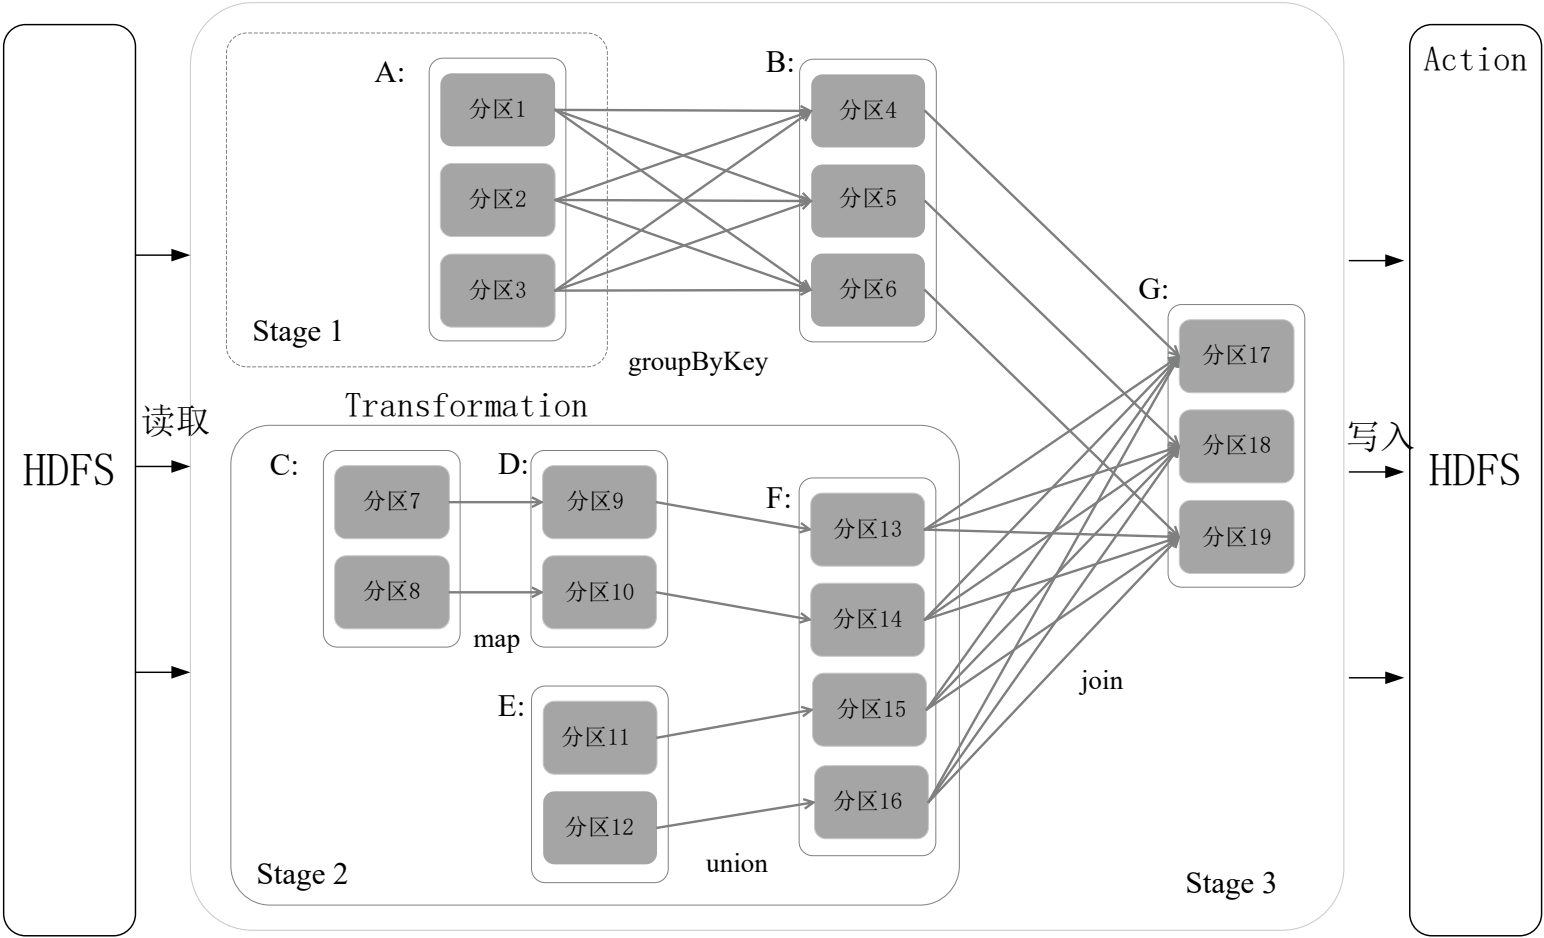 HDFS
读取
A:
分区1
分区2
分区3
Stage 1
groupByKey
B:
分区4
分区5
分区6
Transformation
C:
分区7
分区8
map
D:
分区9
分区10
E:
分区11
分区12
union
F:
分区13
分区14
分区15
分区16
Stage 2
join
G:
分区17
分区18
分区19
Stage 3
写入
Action
HDFS